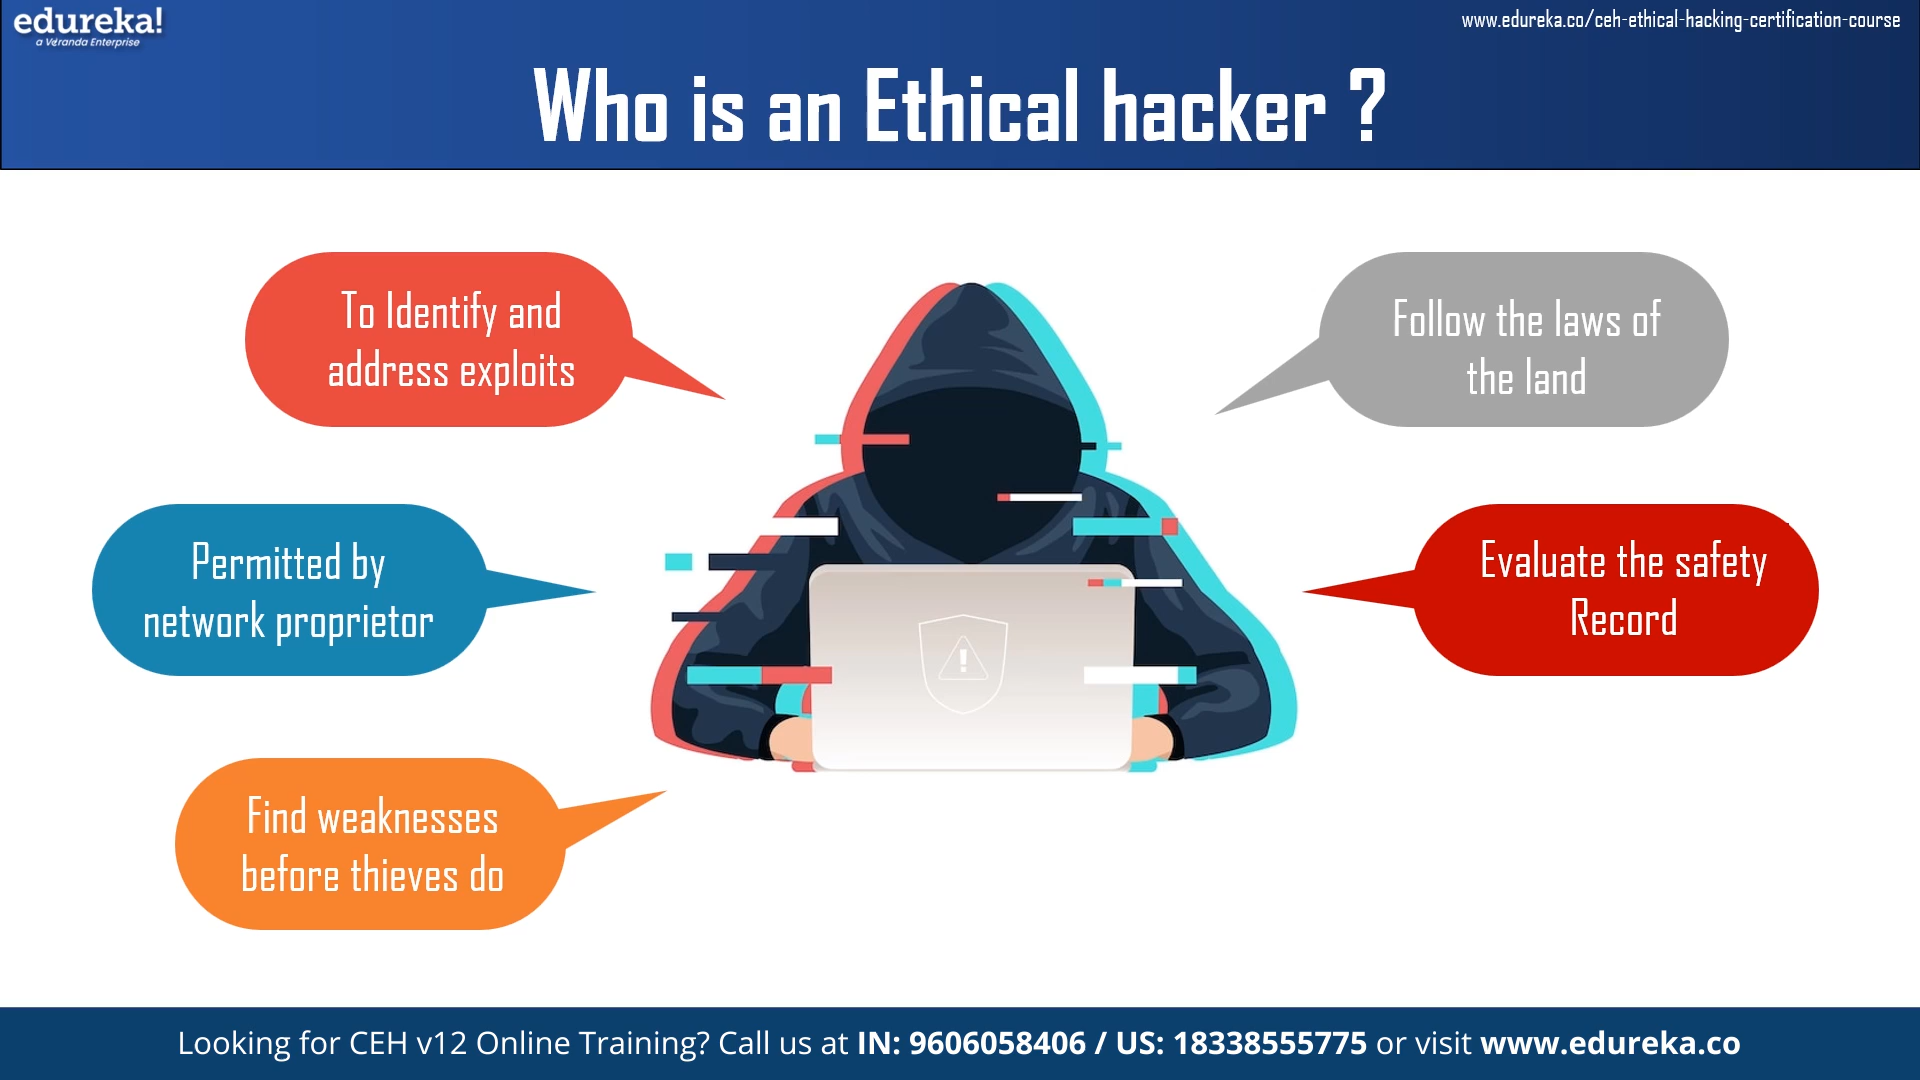 edureka!
a Veranda Enterprise
www.edureka.co/ceh-ethical-hacking-certification-course
Who is an Ethical hacker ?
To Identify and
address exploits
Follow the laws of
the land
Permitted by
network proprietor
Evaluate the safety
Record
Find weaknesses
before thieves do
Looking for CEH v12 Online Training? Call us at IN: 9606058406 / US: 18338555775 or visit www.edureka.co